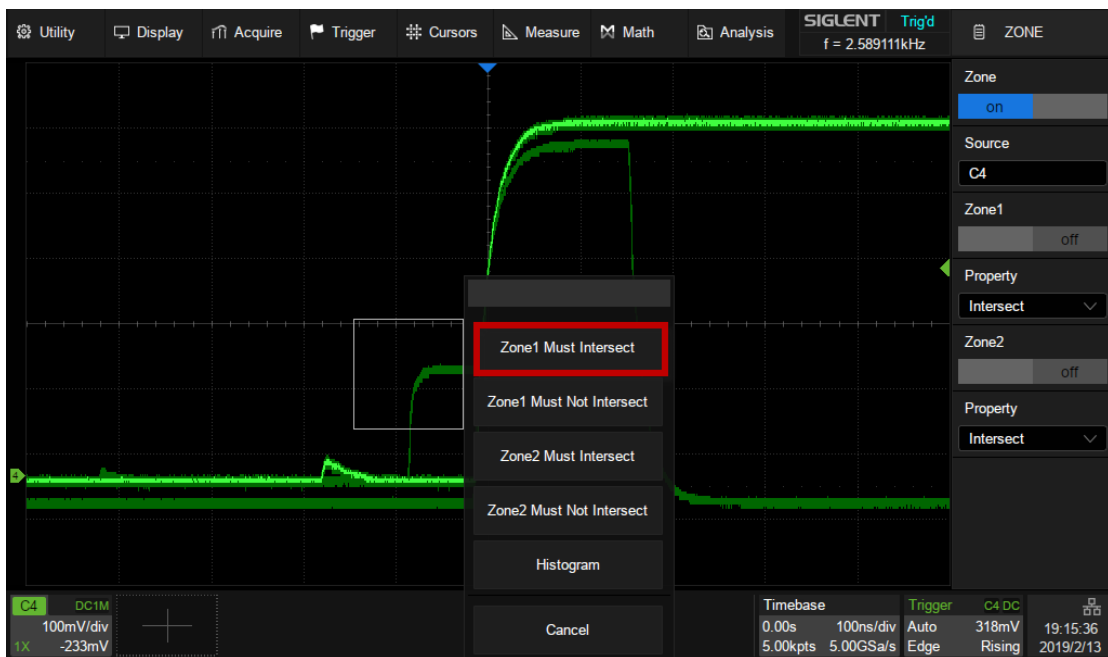 Utility Display Acquire Trigger Cursors Measure Math Analysis SIGLENT Trig'd
f = 2.589111kHz
ZONE
Zone
on
Source
C4
Zone1
off
Property
Intersect
Zone2
off
Property
Intersect
Zone1 Must Intersect
Zone1 Must Not Intersect
Zone2 Must Intersect
Zone2 Must Not Intersect
Histogram
Cancel
4
C4 DC1M
100mV/div
1X -233mV
Timebase
0.00s 100ns/div
5.00kpts 5.00GSa/s
Trigger C4 DC
Auto 318mV
Edge Rising
19:15:36
2019/2/13